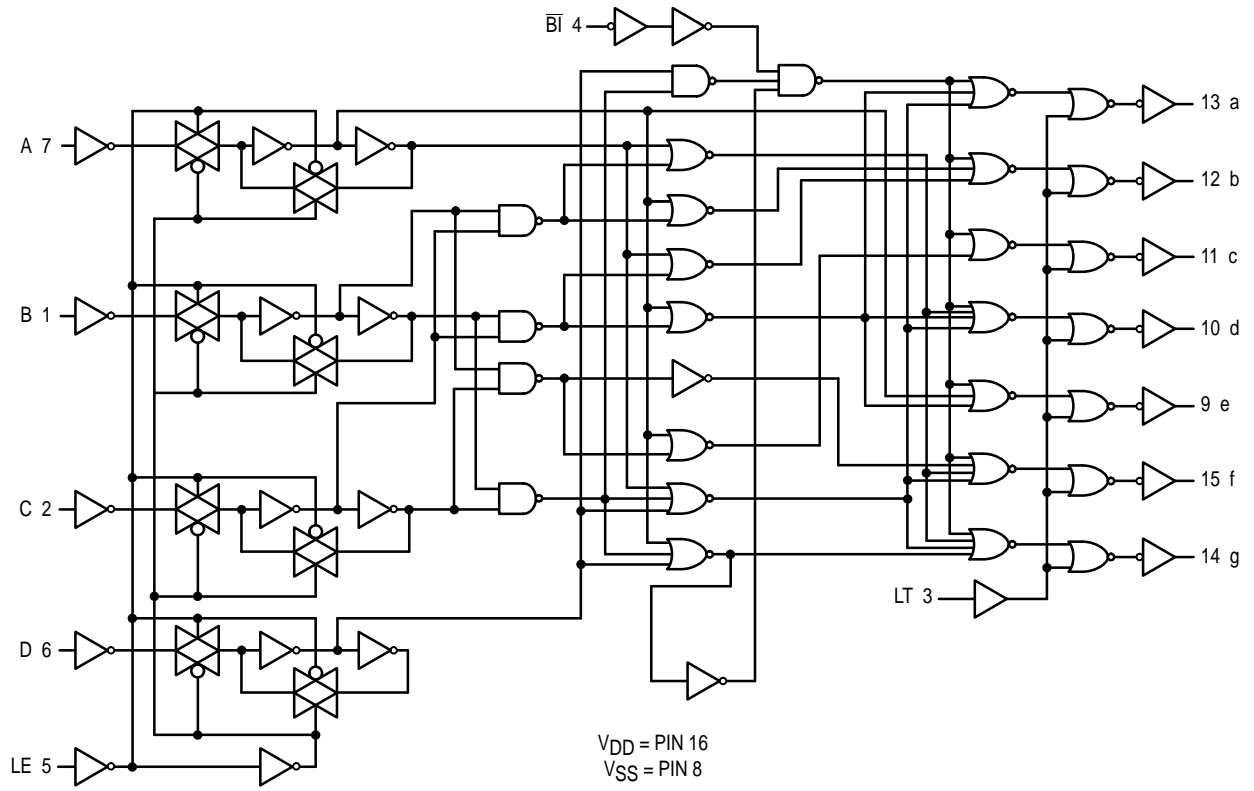 B̅I̅ 4
13 a
A 7
12 b
11 c
B 1
10 d
9 e
15 f
C 2
14 g
LT 3
D 6
VDD = PIN 16
VSS = PIN 8
LE 5